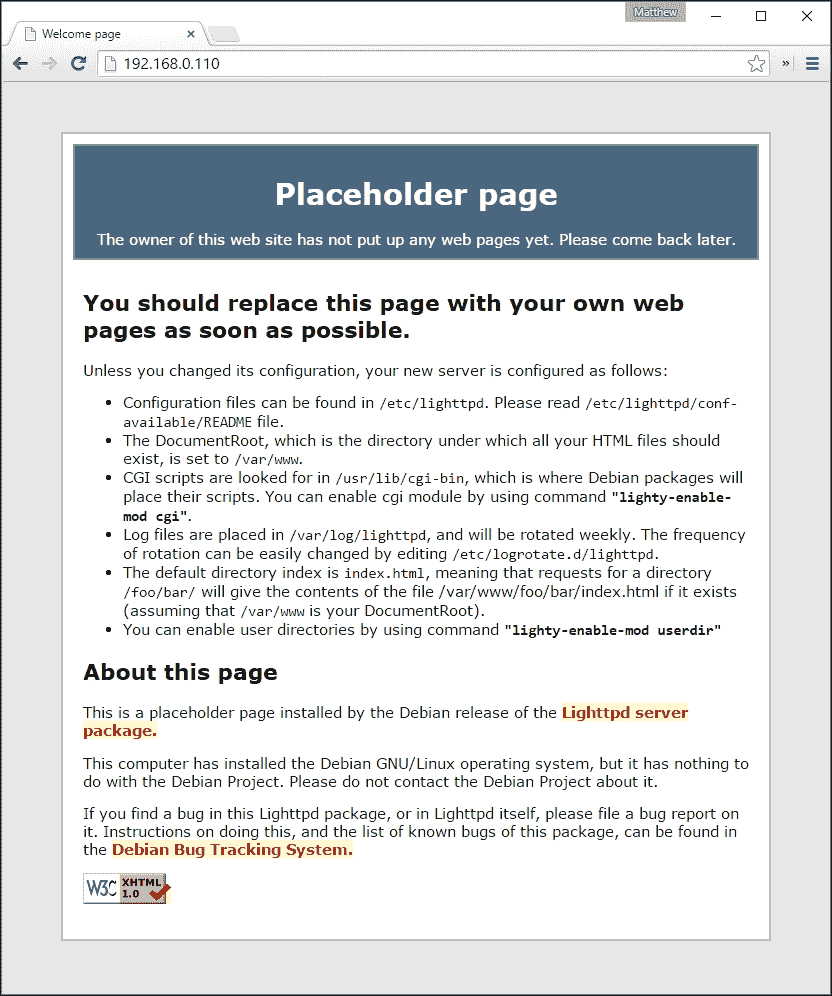 Matthew
Welcome page
192.168.0.110
Placeholder page
The owner of this web site has not put up any web pages yet. Please come back later.
You should replace this page with your own web
pages as soon as possible.
Unless you changed its configuration, your new server is configured as follows:
• Configuration files can be found in /etc/lighttpd. Please read /etc/lighttpd/conf-
available/README file.
• The DocumentRoot, which is the directory under which all your HTML files should
exist, is set to /var/www.
• CGI scripts are looked for in /usr/lib/cgi-bin, which is where Debian packages will
place their scripts. You can enable cgi module by using command "lighty-enable-
mod cgi".
• Log files are placed in /var/log/lighttpd, and will be rotated weekly. The frequency
of rotation can be easily changed by editing /etc/logrotate.d/lighttpd.
• The default directory index is index.html, meaning that requests for a directory
/foo/bar/ will give the contents of the file /var/www/foo/bar/index.html if it exists
(assuming that /var/www is your DocumentRoot).
• You can enable user directories by using command "lighty-enable-mod userdir"
About this page
This is a placeholder page installed by the Debian release of the Lighttpd server
package.
This computer has installed the Debian GNU/Linux operating system, but it has nothing to
do with the Debian Project. Please do not contact the Debian Project about it.
If you find a bug in this Lighttpd package, or in Lighttpd itself, please file a bug report on
it. Instructions on doing this, and the list of known bugs of this package, can be found in
the Debian Bug Tracking System.
W3C XHTML
1.0